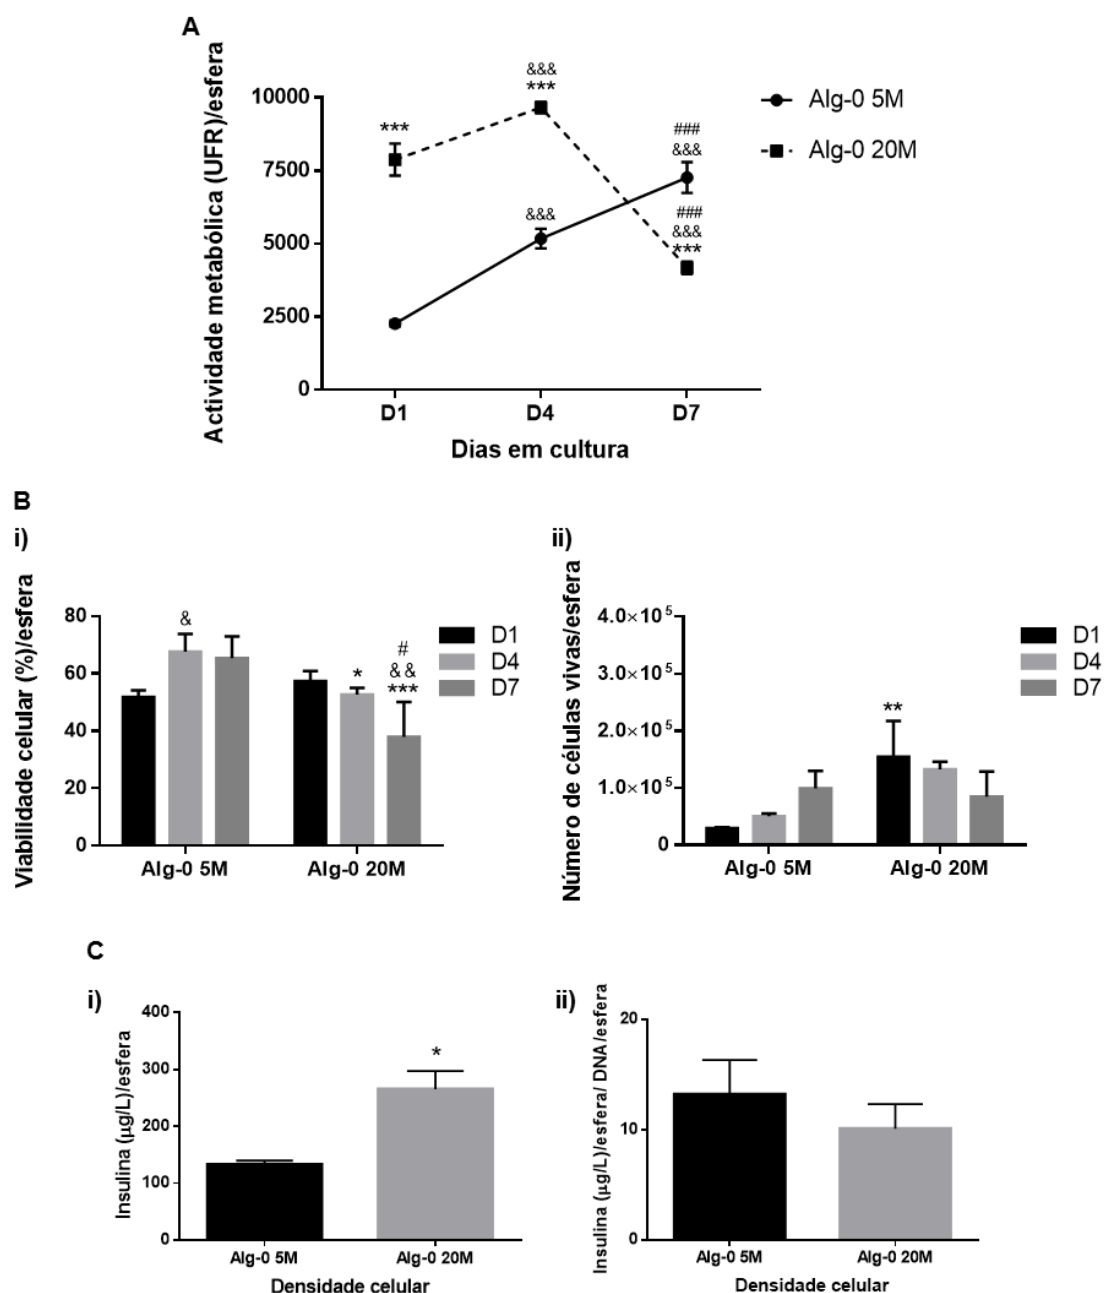 A
Actividade metabólica (UFR)/esfera
10000
7500
5000
2500
0
***
&&&
***
&&&
###
&&&
###
&&&
***
D1
D4
D7
Dias em cultura
Alg-0 5M
Alg-0 20M
B
i)
Viabilidade celular (%)/esfera
80
60
40
20
0
&
*
#
&&
***
Alg-0 5M
Alg-0 20M
D1
D4
D7
ii)
Número de células vivas/esfera
4.0×10⁵
3.0×10⁵
2.0×10⁵
1.0×10⁵
0
**
Alg-0 5M
Alg-0 20M
D1
D4
D7
C
i)
Insulina (µg/L)/esfera
400
300
200
100
0
*
Alg-0 5M
Alg-0 20M
Densidade celular
ii)
Insulina (µg/L)/esfera/ DNA/esfera
20
10
0
Alg-0 5M
Alg-0 20M
Densidade celular